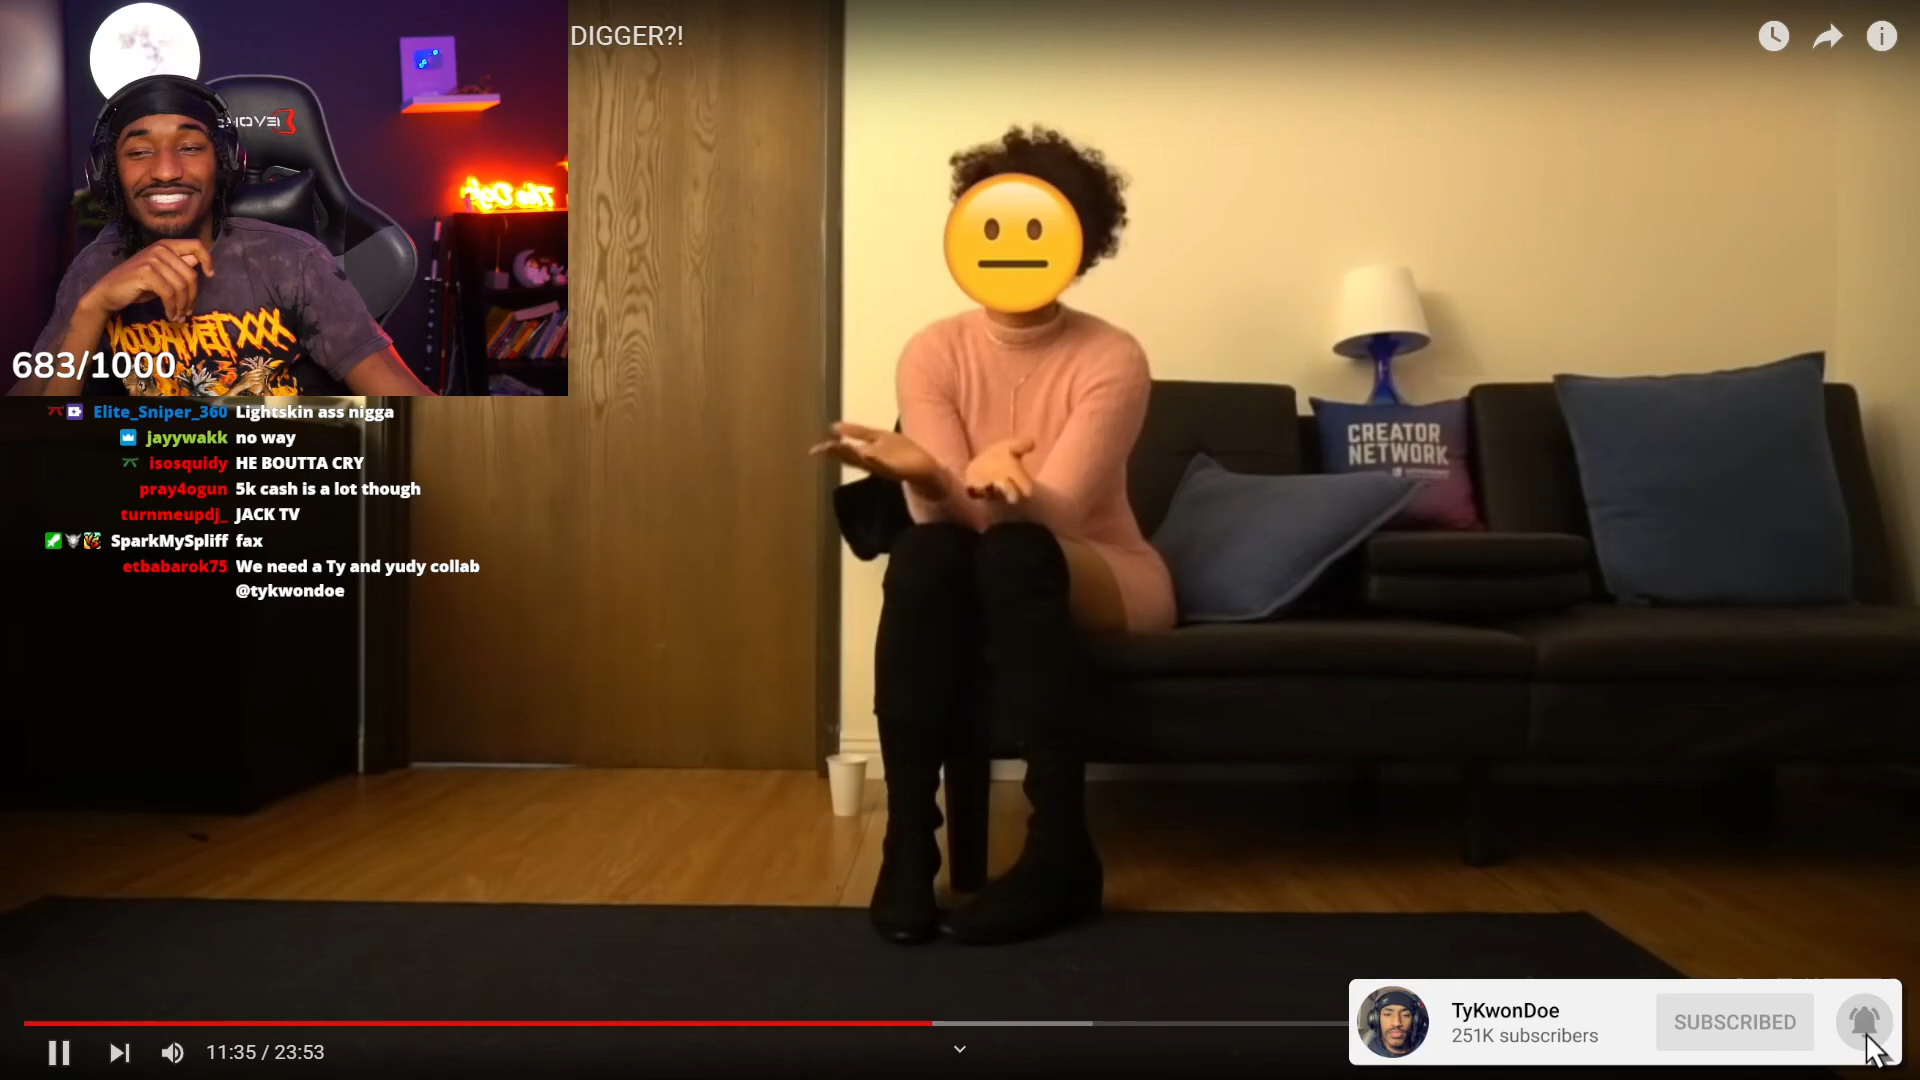 DIGGER?!
683/1000
Elite_Sniper_360 Lightskin ass nigga
jayywakk no way
isosquidy HE BOUTTA CRY
pray4ogun 5k cash is a lot though
turnmeupdj_ JACK TV
SparkMySpliff fax
etbabarok75 We need a Ty and yudy collab
@tykwondoe
CREATOR
NETWORK
TyKwonDoe
251K subscribers
SUBSCRIBED
11:35 / 23:53